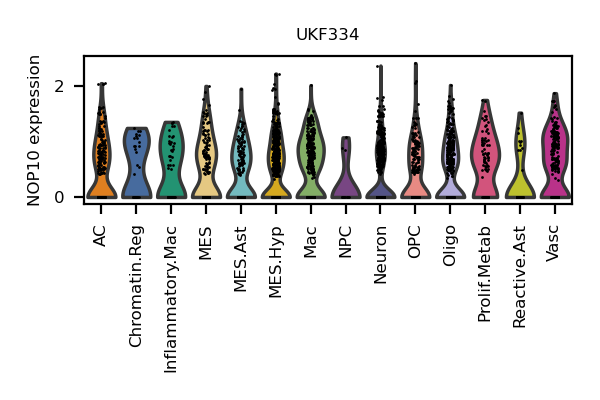 UKF334
NOP10 expression
2
0
AC
Chromatin.Reg
Inflammatory.Mac
MES
MES.Ast
MES.Hyp
Mac
NPC
Neuron
OPC
Oligo
Prolif.Metab
Reactive.Ast
Vasc